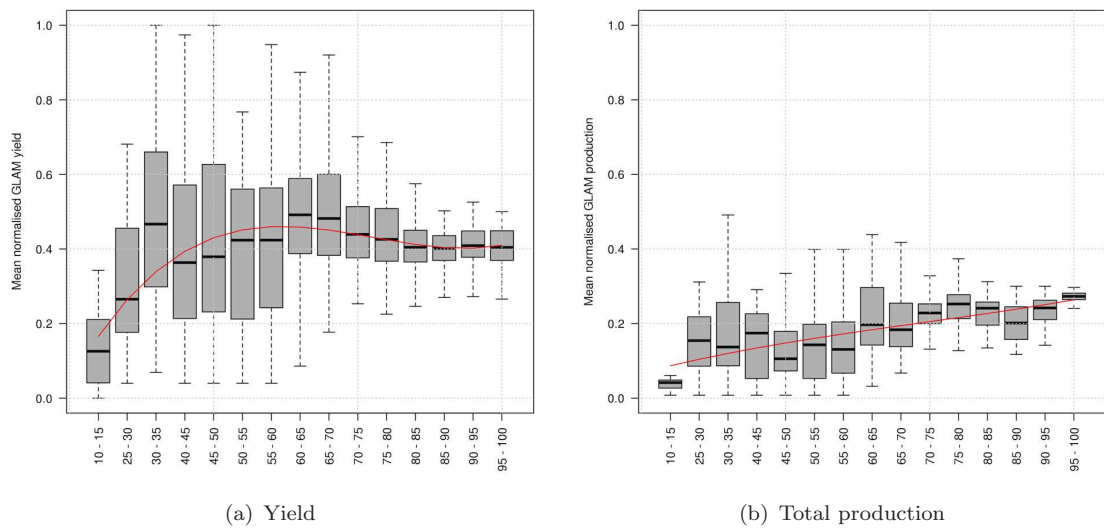 Mean normalised GLAM yield
1.0
0.8
0.6
0.4
0.2
0.0
10 - 15
25 - 30
30 - 35
40 - 45
45 - 50
50 - 55
55 - 60
60 - 65
65 - 70
70 - 75
75 - 80
80 - 85
85 - 90
90 - 95
95 - 100
(a) Yield
Mean normalised GLAM production
1.0
0.8
0.6
0.4
0.2
0.0
10 - 15
25 - 30
30 - 35
40 - 45
45 - 50
50 - 55
55 - 60
60 - 65
65 - 70
70 - 75
75 - 80
80 - 85
85 - 90
90 - 95
95 - 100
(b) Total production